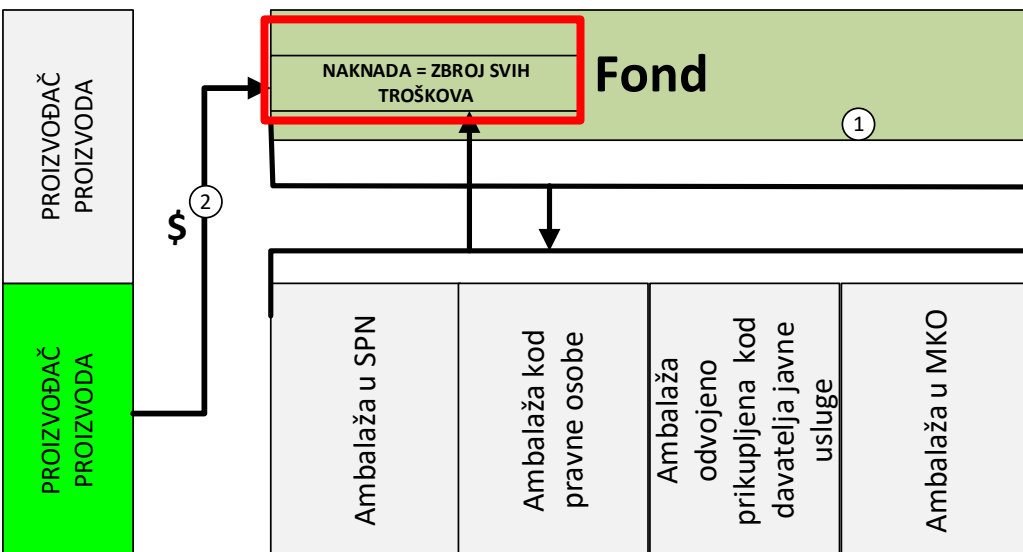 PROIZVOĐAČ
PROIZVODA
PROIZVOĐAČ
PROIZVODA
$
2
NAKNADA = ZBROJ SVIH
TROŠKOVA
Fond
1
Ambalaža u SPN
Ambalaža kod
pravne osobe
Ambalaža
odvojeno
prikupljena kod
davatelja javne
usluge
Ambalaža u MKO